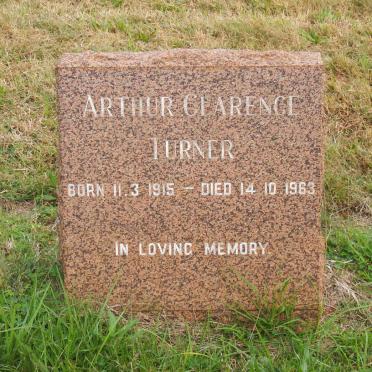 ARTHUR CLARENCE
TURNER
BORN 11.3 1915 - DIED 14 10 1963
IN LOVING MEMORY